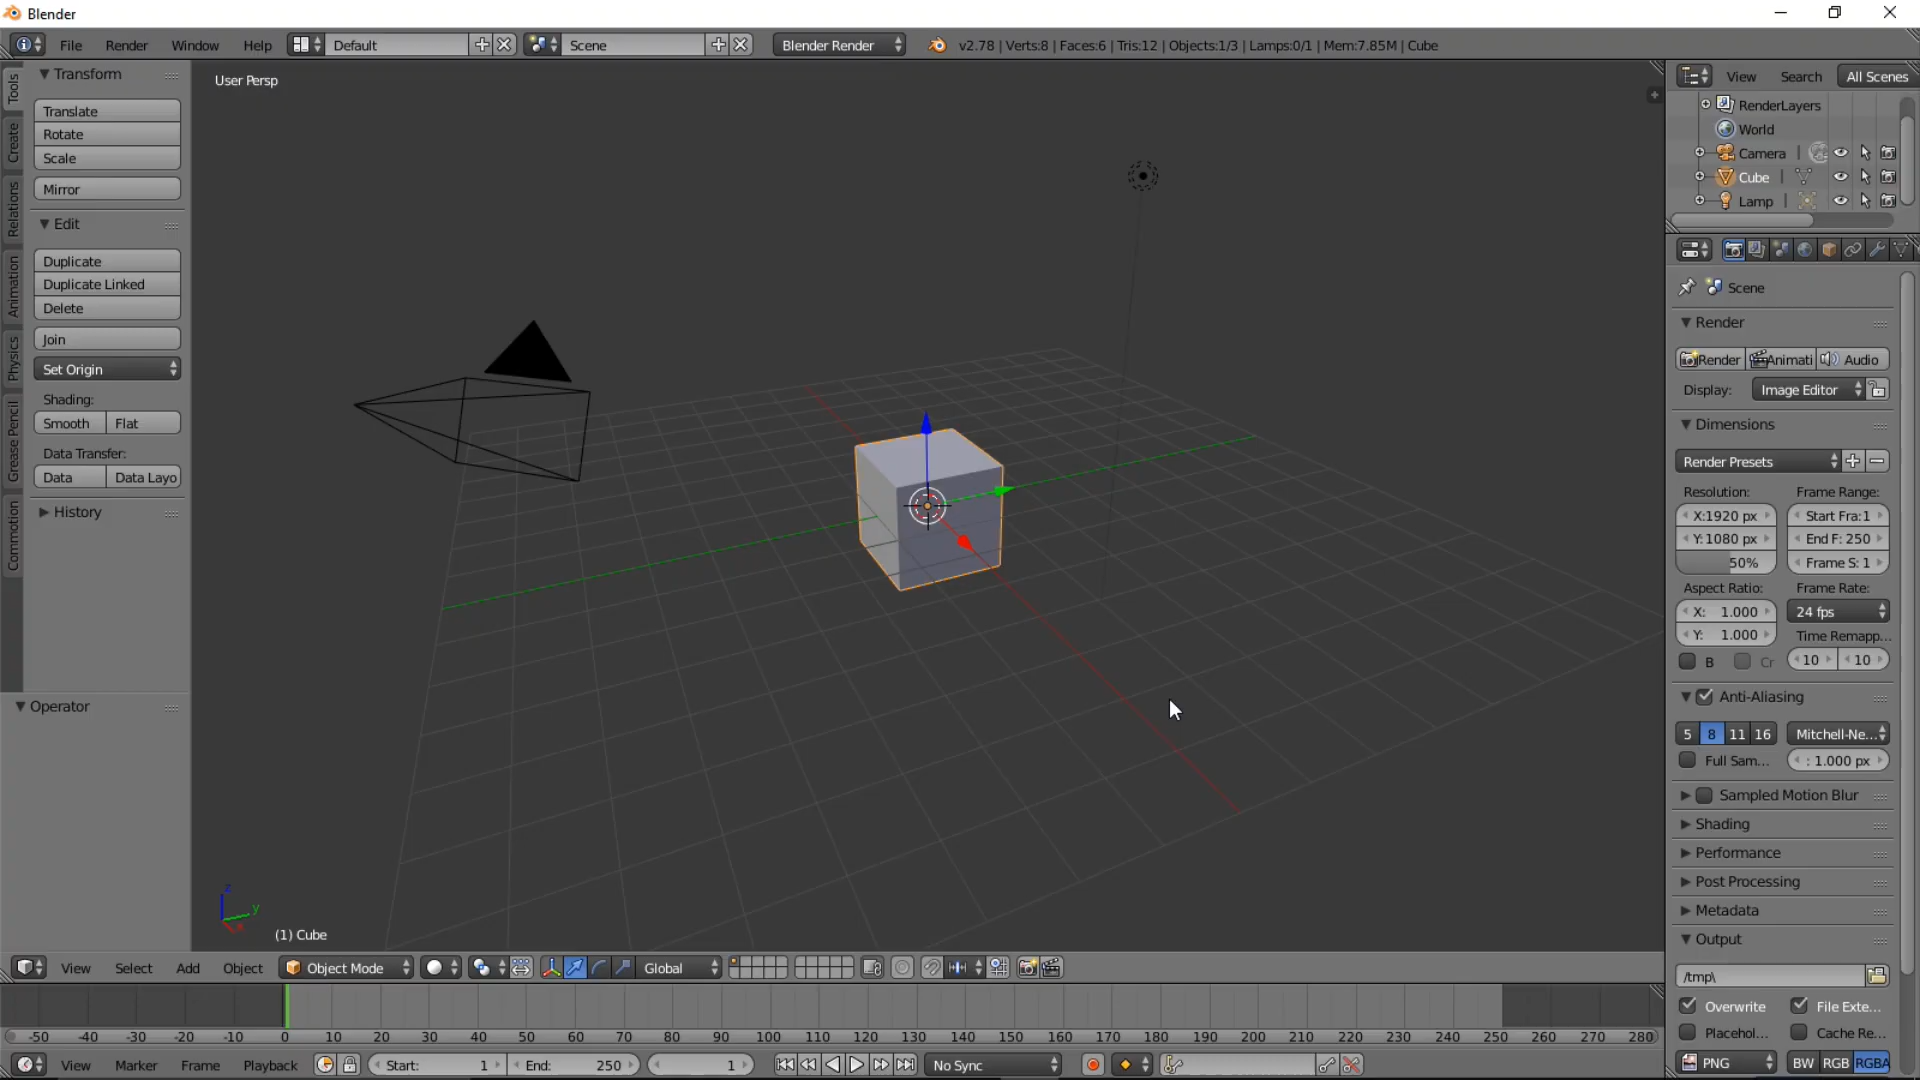 Blender
File Render Window Help Default Scene Blender Render v2.78 | Verts:8 | Faces:6 | Tris:12 | Objects:1/3 | Lamps:0/1 | Mem:7.85M | Cube
Tools
Create
Relations
Animation
Physics
Grease Pencil
Commotion
Transform
Translate
Rotate
Scale
Mirror
Edit
Duplicate
Duplicate Linked
Delete
Join
Set Origin
Shading:
Smooth Flat
Data Transfer:
Data Data Layo
History
Operator
User Persp
z
y
x
(1) Cube
View Search All Scenes
RenderLayers
World
Camera
Cube
Lamp
Scene
Render
Render Animati Audio
Display: Image Editor
Dimensions
Render Presets
Resolution: Frame Range:
X:1920 px Start Fra:1
Y:1080 px End F: 250
50% Frame S: 1
Aspect Ratio: Frame Rate:
X: 1.000 24 fps
Y: 1.000 Time Remapp...
B Cr 10 10
Anti-Aliasing
5 8 11 16 Mitchell-Ne...
Full Sam... : 1.000 px
Sampled Motion Blur
Shading
Performance
Post Processing
Metadata
Output
/tmp\
Overwrite File Exte...
Placehol... Cache Re...
PNG BW RGB RGBA
View Select Add Object Object Mode Global
-50 -40 -30 -20 -10 0 10 20 30 40 50 60 70 80 90 100 110 120 130 140 150 160 170 180 190 200 210 220 230 240 250 260 270 280
View Marker Frame Playback Start: 1 End: 250 1 No Sync